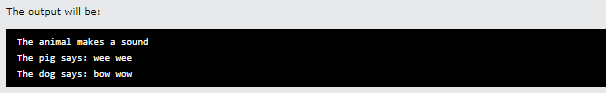 The output will be:
The animal makes a sound
The pig says: wee wee
The dog says: bow wow